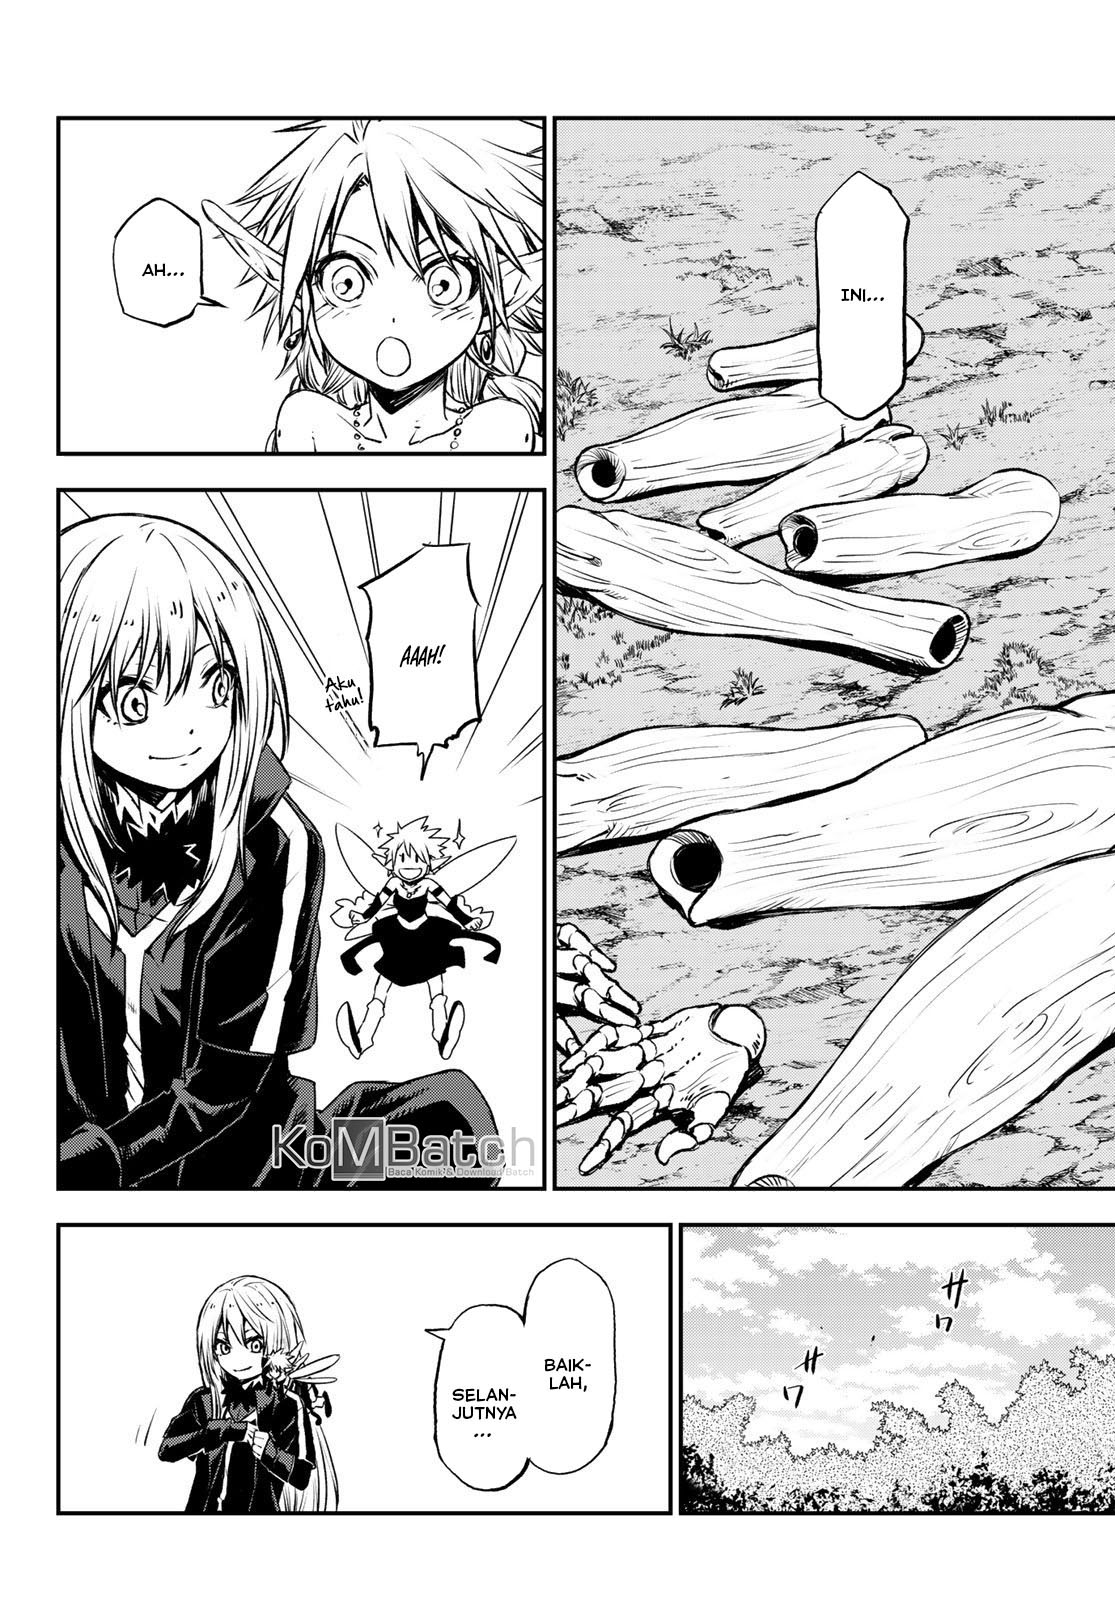 INI...
AH...
AAAH!
Aku
tahu!
KoMBatch
Baca Komik & Download Batch
ザ
ワ
ザ
ワ
BAIK-
LAH,
SELAN-
JUTNYA
...